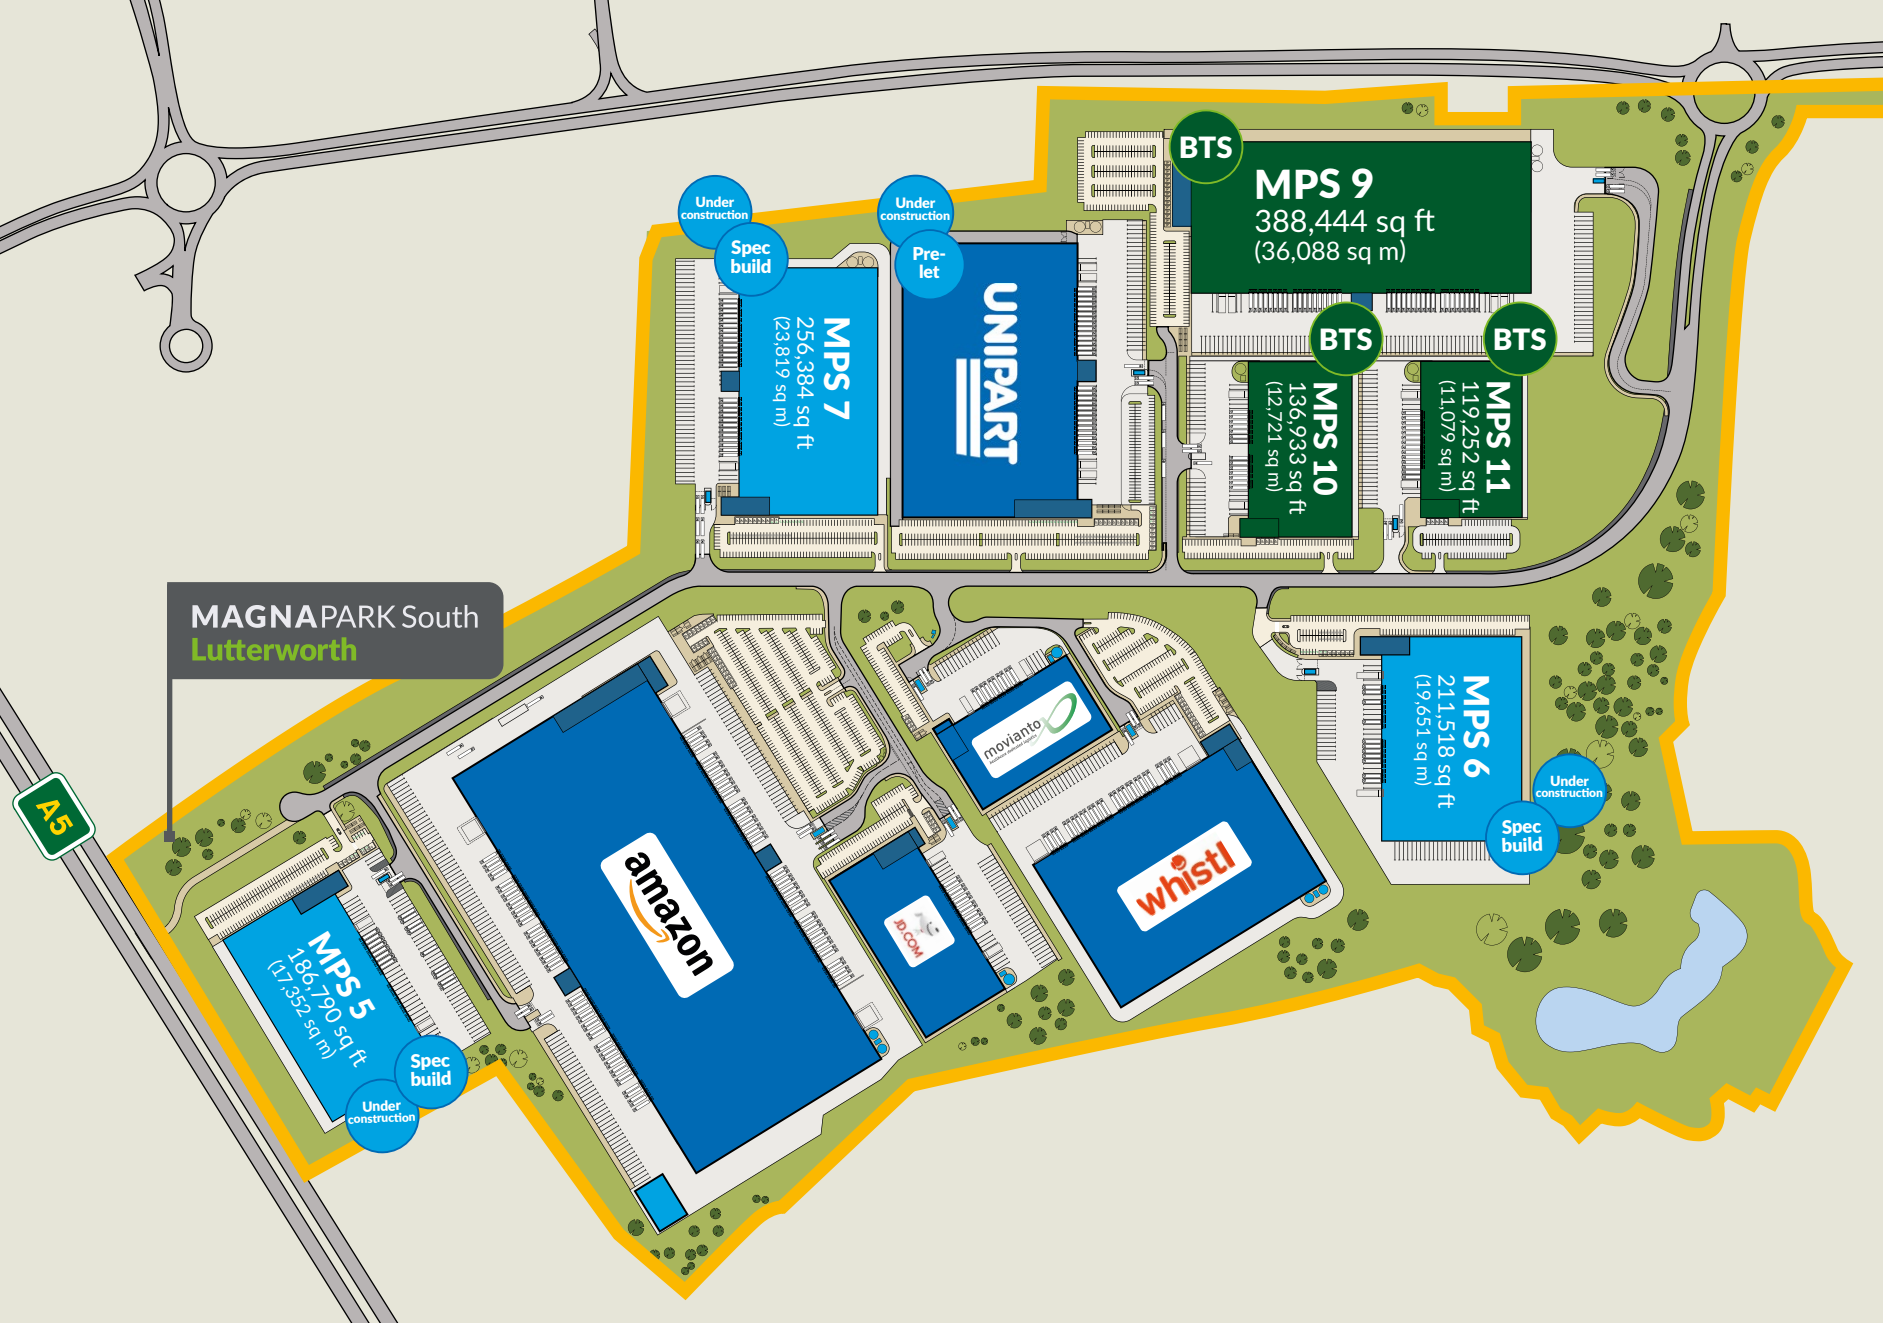 BTS
MPS 9
388,444 sq ft
(36,088 sq m)
Under
construction
Spec
build
Under
construction
Pre-
let
MPS 7
256,384 sq ft
(23,819 sq m)
UNIPART
BTS
MPS 10
136,933 sq ft
(12,721 sq m)
BTS
MPS 11
119,252 sq ft
(11,079 sq m)
MAGNAPARK South
Lutterworth
A5
movianto
MPS 6
211,518 sq ft
(19,651 sq m)
Under
construction
Spec
build
amazon
whistl
JD.COM
MPS 5
186,790 sq ft
(17,352 sq m)
Spec
build
Under
construction